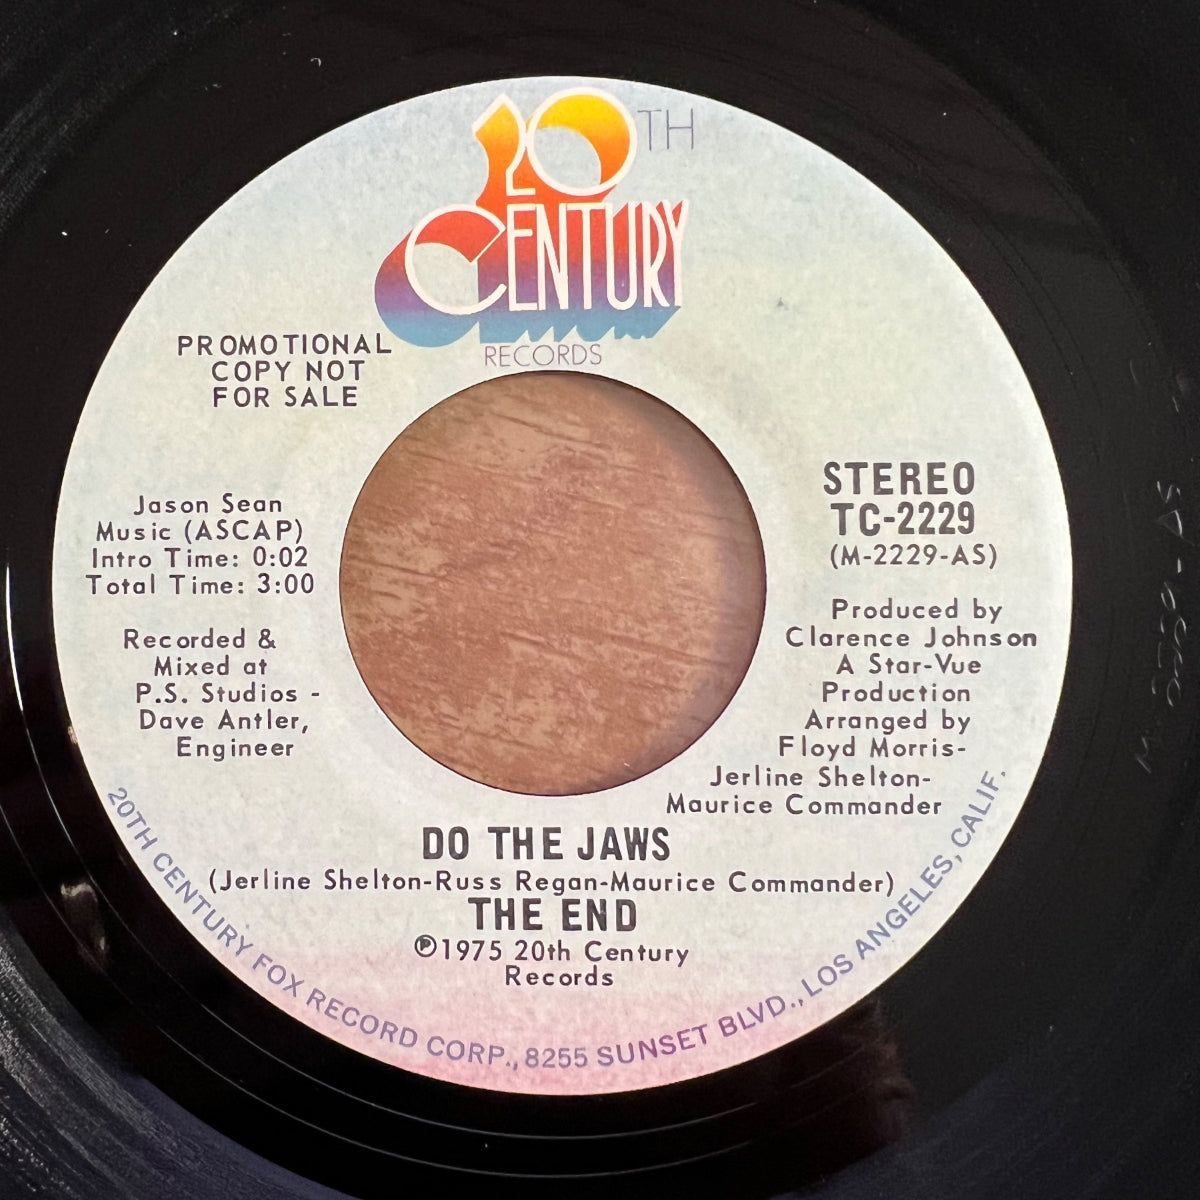 20TH
CENTURY
RECORDS
PROMOTIONAL
COPY NOT
FOR SALE
STEREO
TC-2229
(M-2229-AS)
Jason Sean
Music (ASCAP)
Intro Time: 0:02
Total Time: 3:00
Recorded &
Mixed at
P.S. Studios -
Dave Antler,
Engineer
Produced by
Clarence Johnson
A Star-Vue
Production
Arranged by
Floyd Morris-
Jerline Shelton-
Maurice Commander
DO THE JAWS
(Jerline Shelton-Russ Regan-Maurice Commander)
THE END
℗1975 20th Century
Records
20TH CENTURY FOX RECORD CORP., 8255 SUNSET BLVD., LOS ANGELES, CALIF.